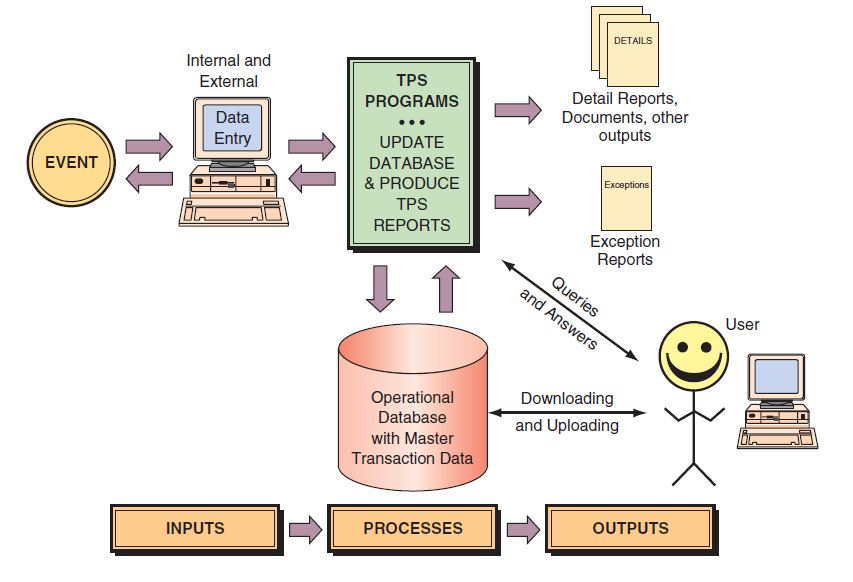 Internal and
External
Data
Entry
EVENT
TPS
PROGRAMS
•••
UPDATE
DATABASE
& PRODUCE
TPS
REPORTS
DETAILS
Detail Reports,
Documents, other
outputs
Exceptions
Exception
Reports
Queries
and Answers
User
Operational
Database
with Master
Transaction Data
Downloading
and Uploading
INPUTS
PROCESSES
OUTPUTS